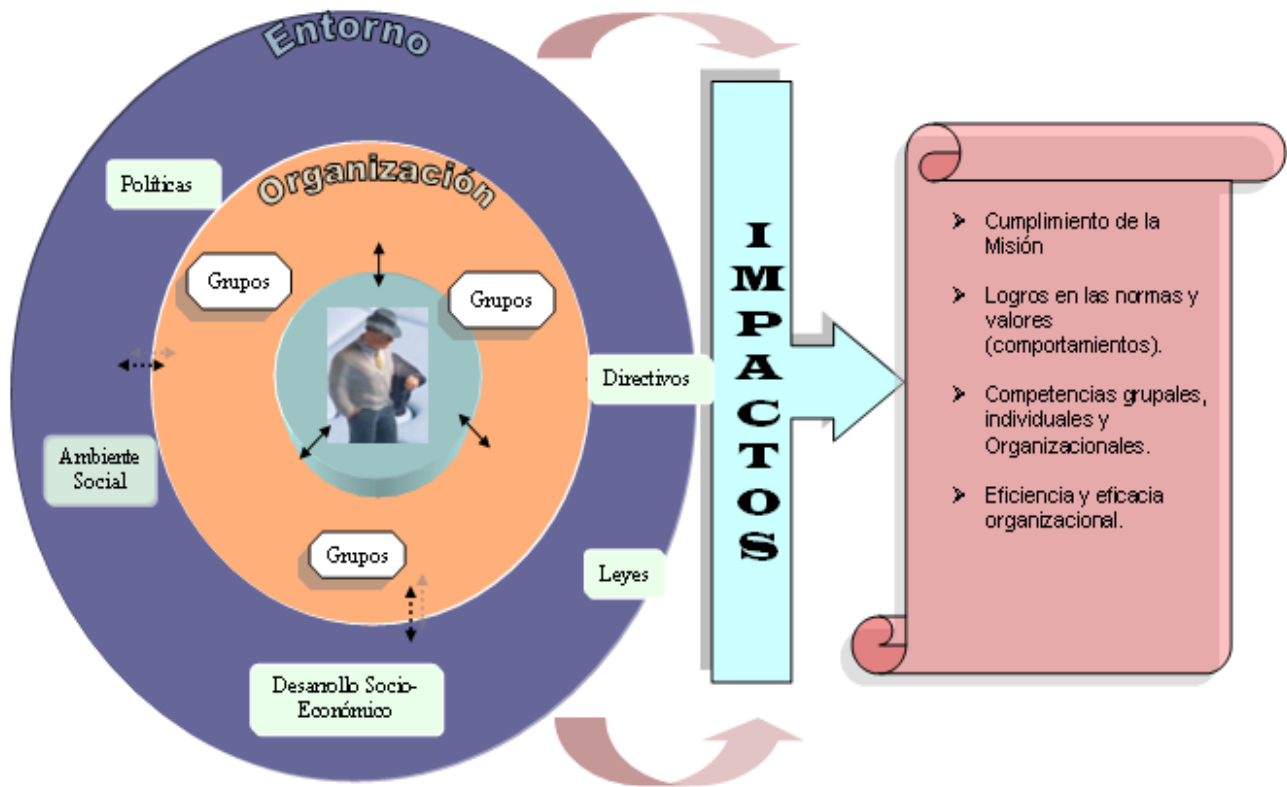 Entorno
Organización
Políticas
Grupos
Grupos
Directivos
Ambiente
Social
Grupos
Leyes
Desarrollo Socio-
Económico
IMPACTOS
Cumplimiento de la
Misión
Logros en las normas y
valores
(comportamientos).
Competencias grupales,
individuales y
Organizacionales.
Eficiencia y eficacia
organizacional.